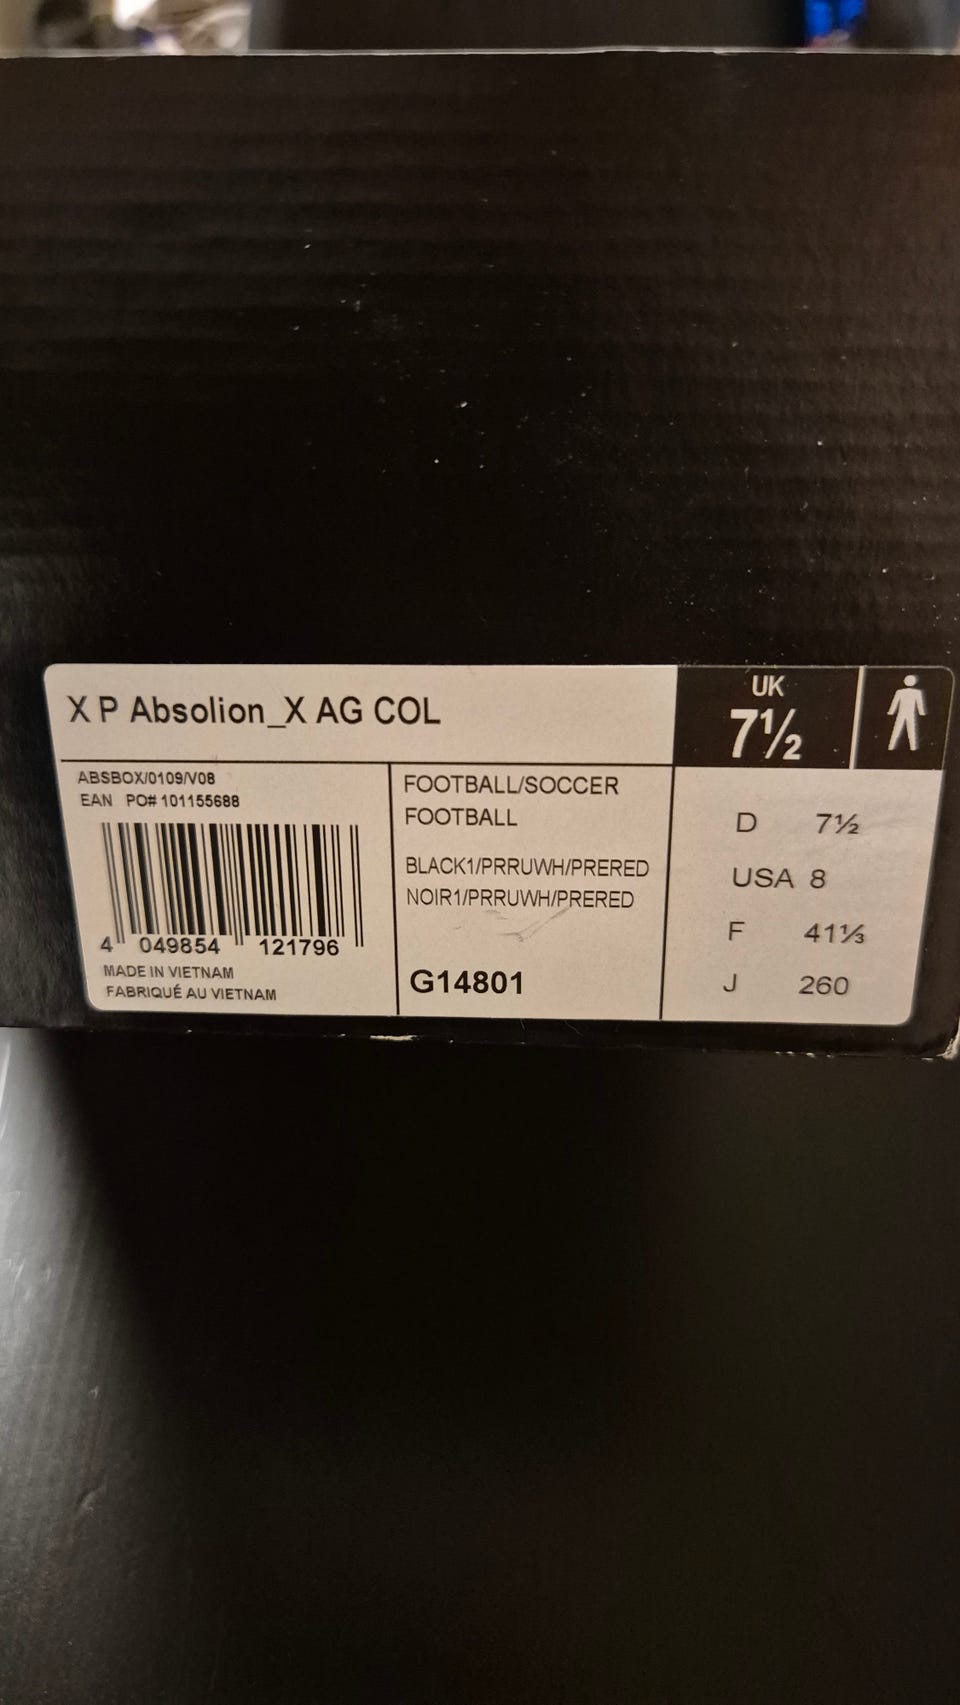 X P Absolion_X AG COL
UK
7½
ABSBOX/0109/V08
EAN PO# 101155688
4 049854 121796
MADE IN VIETNAM
FABRIQUÉ AU VIETNAM
FOOTBALL/SOCCER
FOOTBALL
BLACK1/PRRUWH/PRERED
NOIR1/PRRUWH/PRERED
G14801
D 7½
USA 8
F 41⅓
J 260